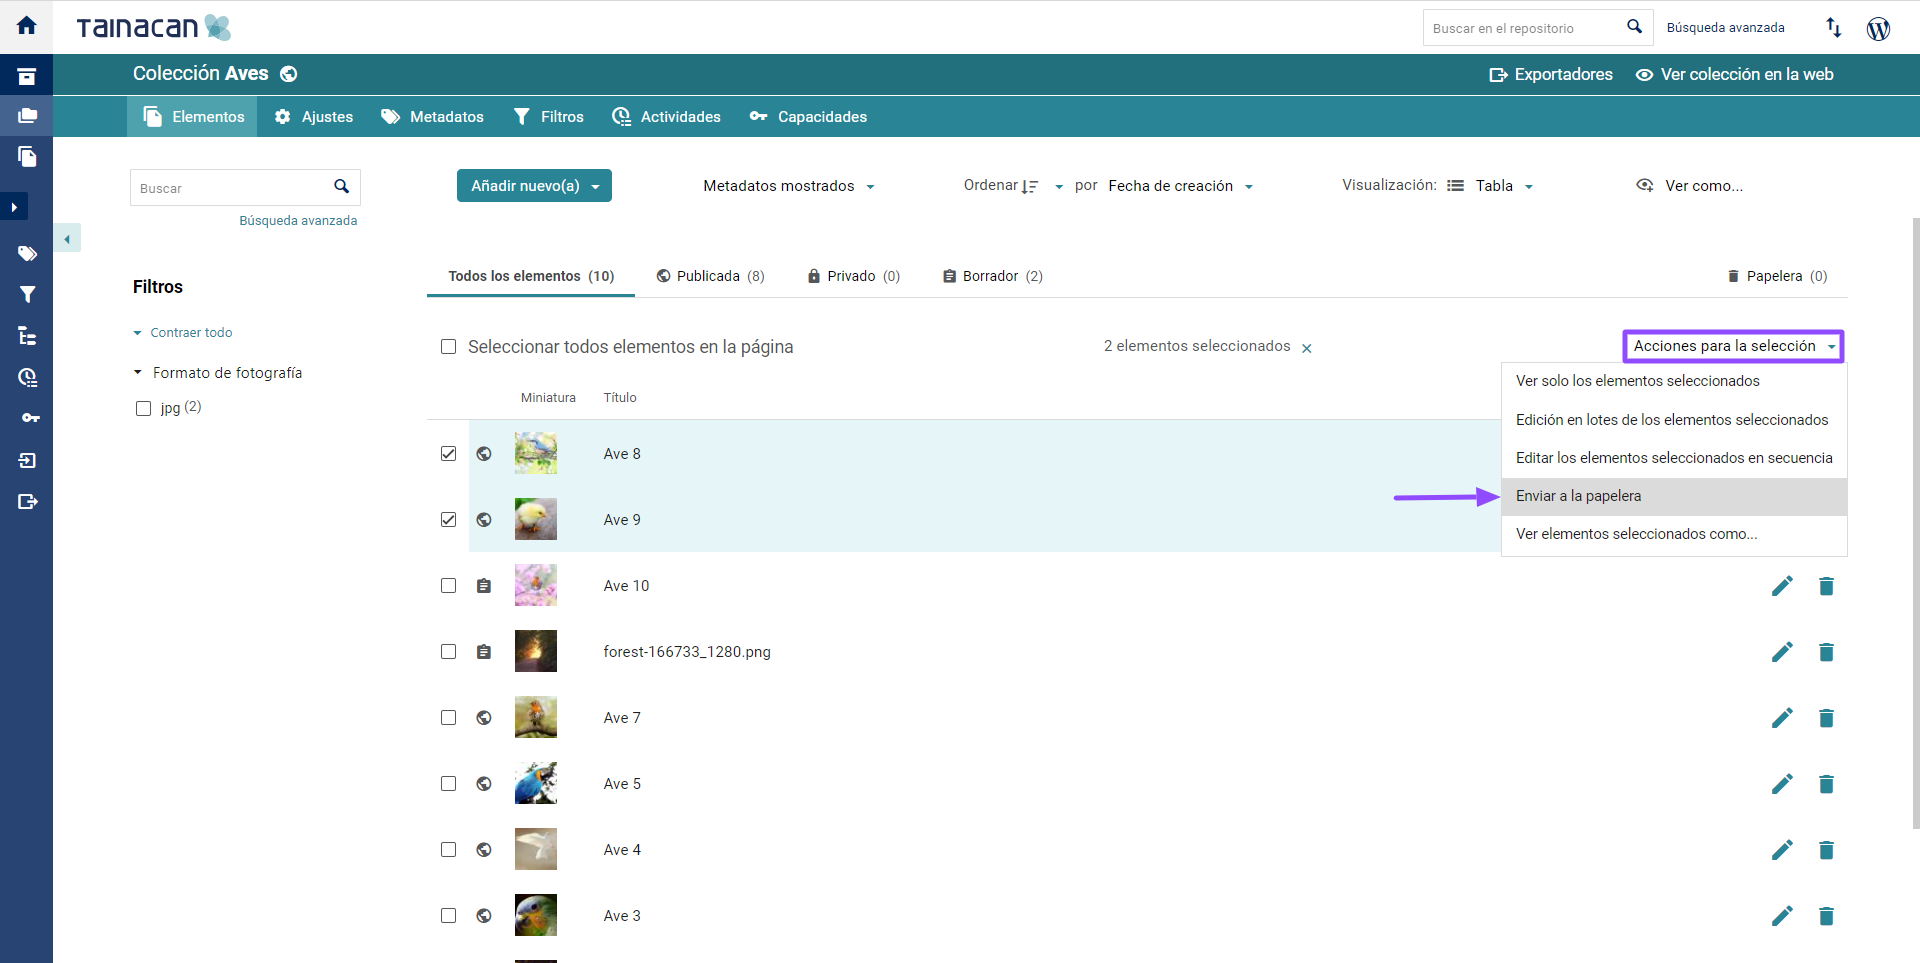 TAINACAN
Buscar en el repositorio
Búsqueda avanzada
Colección Aves
Exportadores
Ver colección en la web
Elementos
Ajustes
Metadatos
Filtros
Actividades
Capacidades
Buscar
Búsqueda avanzada
Añadir nuevo(a)
Metadatos mostrados
Ordenar
por
Fecha de creación
Visualización:
Tabla
Ver como...
Filtros
Contraer todo
Formato de fotografía
jpg (2)
Todos los elementos (10)
Publicada (8)
Privado (0)
Borrador (2)
Papelera (0)
Seleccionar todos elementos en la página
2 elementos seleccionados
Acciones para la selección
Ver solo los elementos seleccionados
Edición en lotes de los elementos seleccionados
Editar los elementos seleccionados en secuencia
Enviar a la papelera
Ver elementos seleccionados como...
Miniatura
Título
Ave 8
Ave 9
Ave 10
forest-166733_1280.png
Ave 7
Ave 5
Ave 4
Ave 3